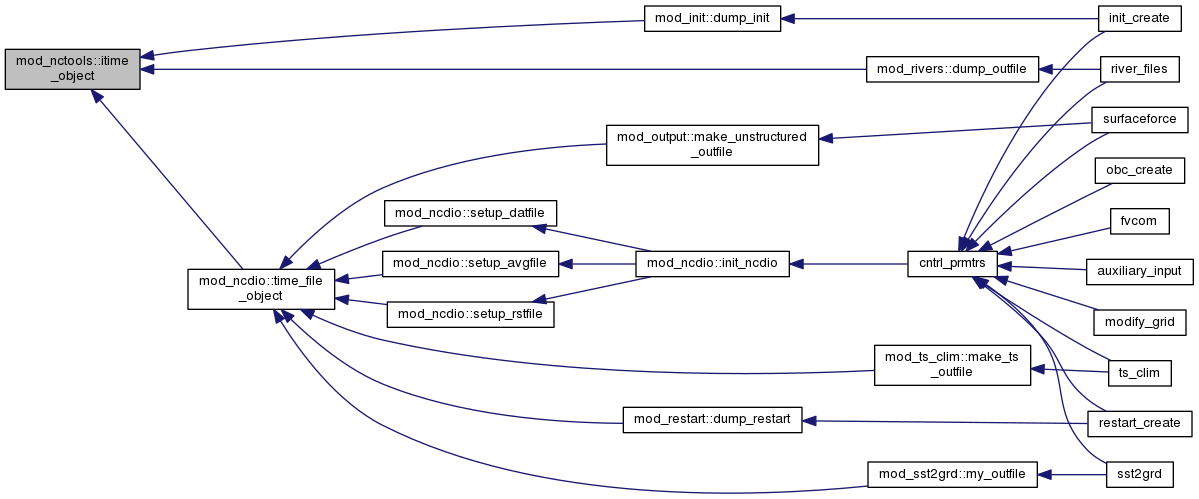 mod_nctools::itime
_object
mod_init::dump_init
init_create
mod_rivers::dump_outfile
river_files
mod_output::make_unstructured
_outfile
surfaceforce
obc_create
mod_ncdio::setup_datfile
fvcom
mod_ncdio::time_file
_object
mod_ncdio::setup_avgfile
mod_ncdio::init_ncdio
cntrl_prmtrs
auxiliary_input
mod_ncdio::setup_rstfile
modify_grid
mod_ts_clim::make_ts
_outfile
ts_clim
mod_restart::dump_restart
restart_create
mod_sst2grd::my_outfile
sst2grd